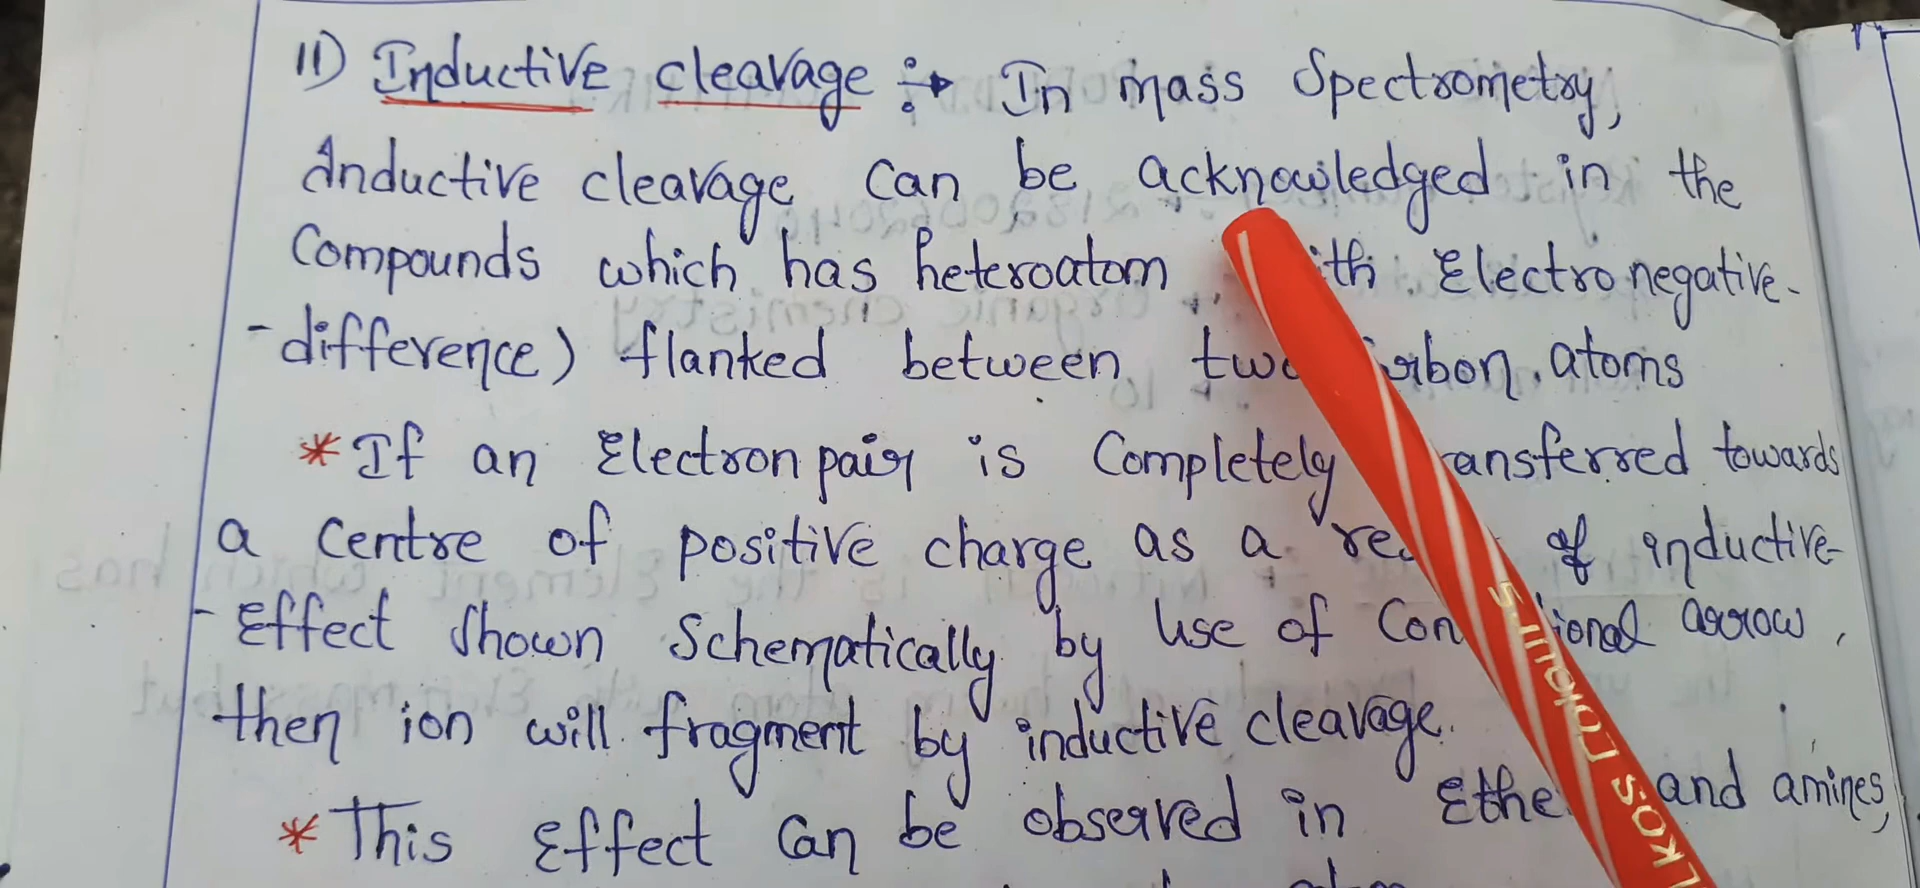 11) Inductive cleavage :→ In mass Spectrometry,
Inductive cleavage can be acknowledged in the
Compounds which has heteroatom Electronegative-
-difference) flanked between two atoms
*If an Electron pair is Completely towards
a centre of positive charge as a of inductive-
-Effect shown schematically by use of arrow,
then ion will fragment by inductive cleavage.
*This Effect can be observed in and amines,